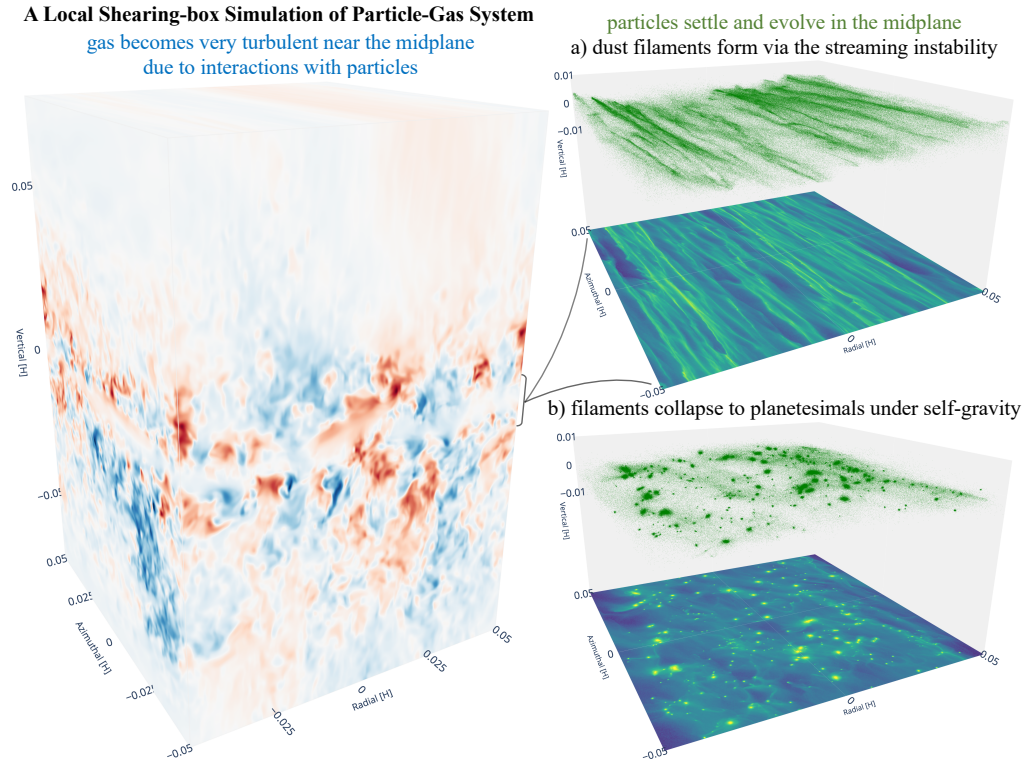 A Local Shearing-box Simulation of Particle-Gas System
gas becomes very turbulent near the midplane
due to interactions with particles
0.05
0
Vertical [H]
−0.05
0.05
0.025
0
Azimuthal [H]
−0.025
−0.05
−0.025
0
Radial [H]
0.025
0.05
particles settle and evolve in the midplane
a) dust filaments form via the streaming instability
0.01
0
−0.01
Vertical [H]
0.05
Azimuthal [H]
0
−0.05
0
Radial [H]
0.05
b) filaments collapse to planetesimals under self-gravity
0.01
0
−0.01
Vertical [H]
0.05
Azimuthal [H]
0
−0.05
0
Radial [H]
0.05